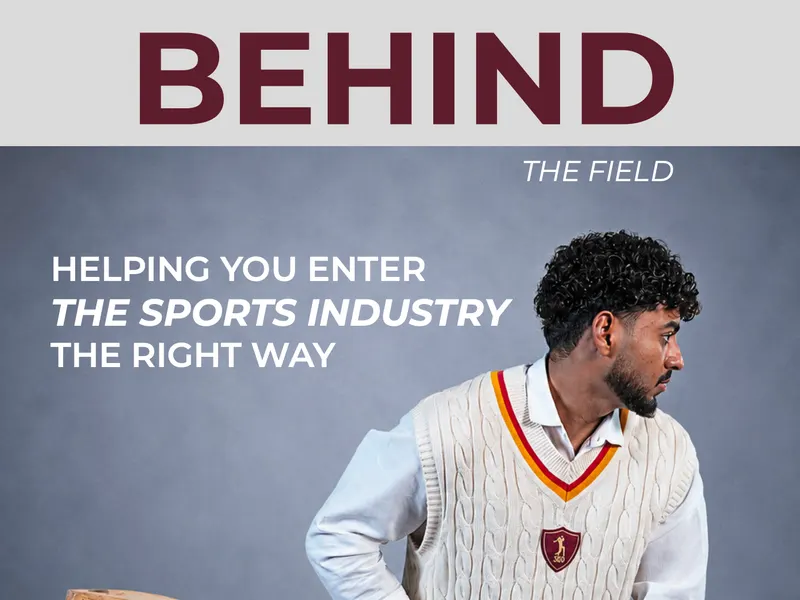 BEHIND
THE FIELD
HELPING YOU ENTER
THE SPORTS INDUSTRY
THE RIGHT WAY